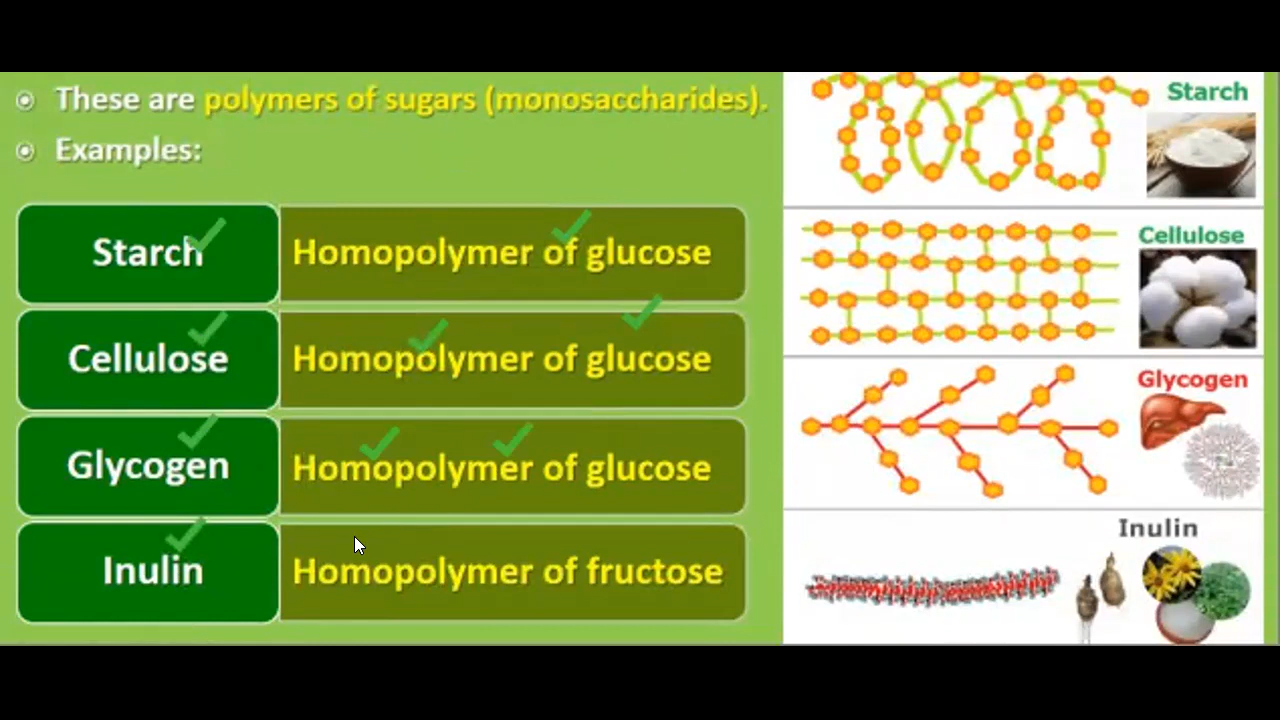 These are polymers of sugars (monosaccharides).
Examples:
Starch Homopolymer of glucose
Cellulose Homopolymer of glucose
Glycogen Homopolymer of glucose
Inulin Homopolymer of fructose
Starch
Cellulose
Glycogen
Inulin